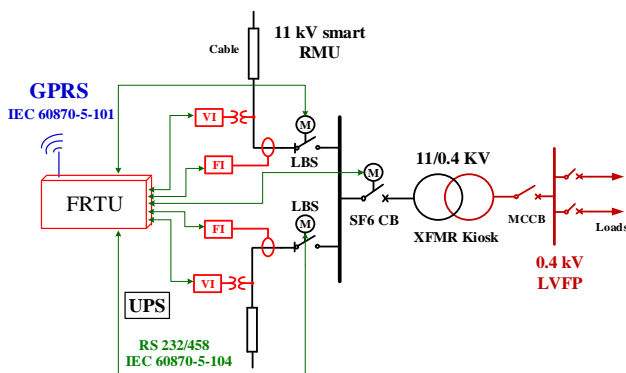 11 kV smart
RMU
Cable
GPRS
IEC 60870-5-101
VI
M
LBS
FI
11/0.4 KV
M
FRTU
SF6 CB
XFMR Kiosk
MCCB
Loads
LBS
M
FI
VI
0.4 kV
LVFP
UPS
RS 232/458
IEC 60870-5-104